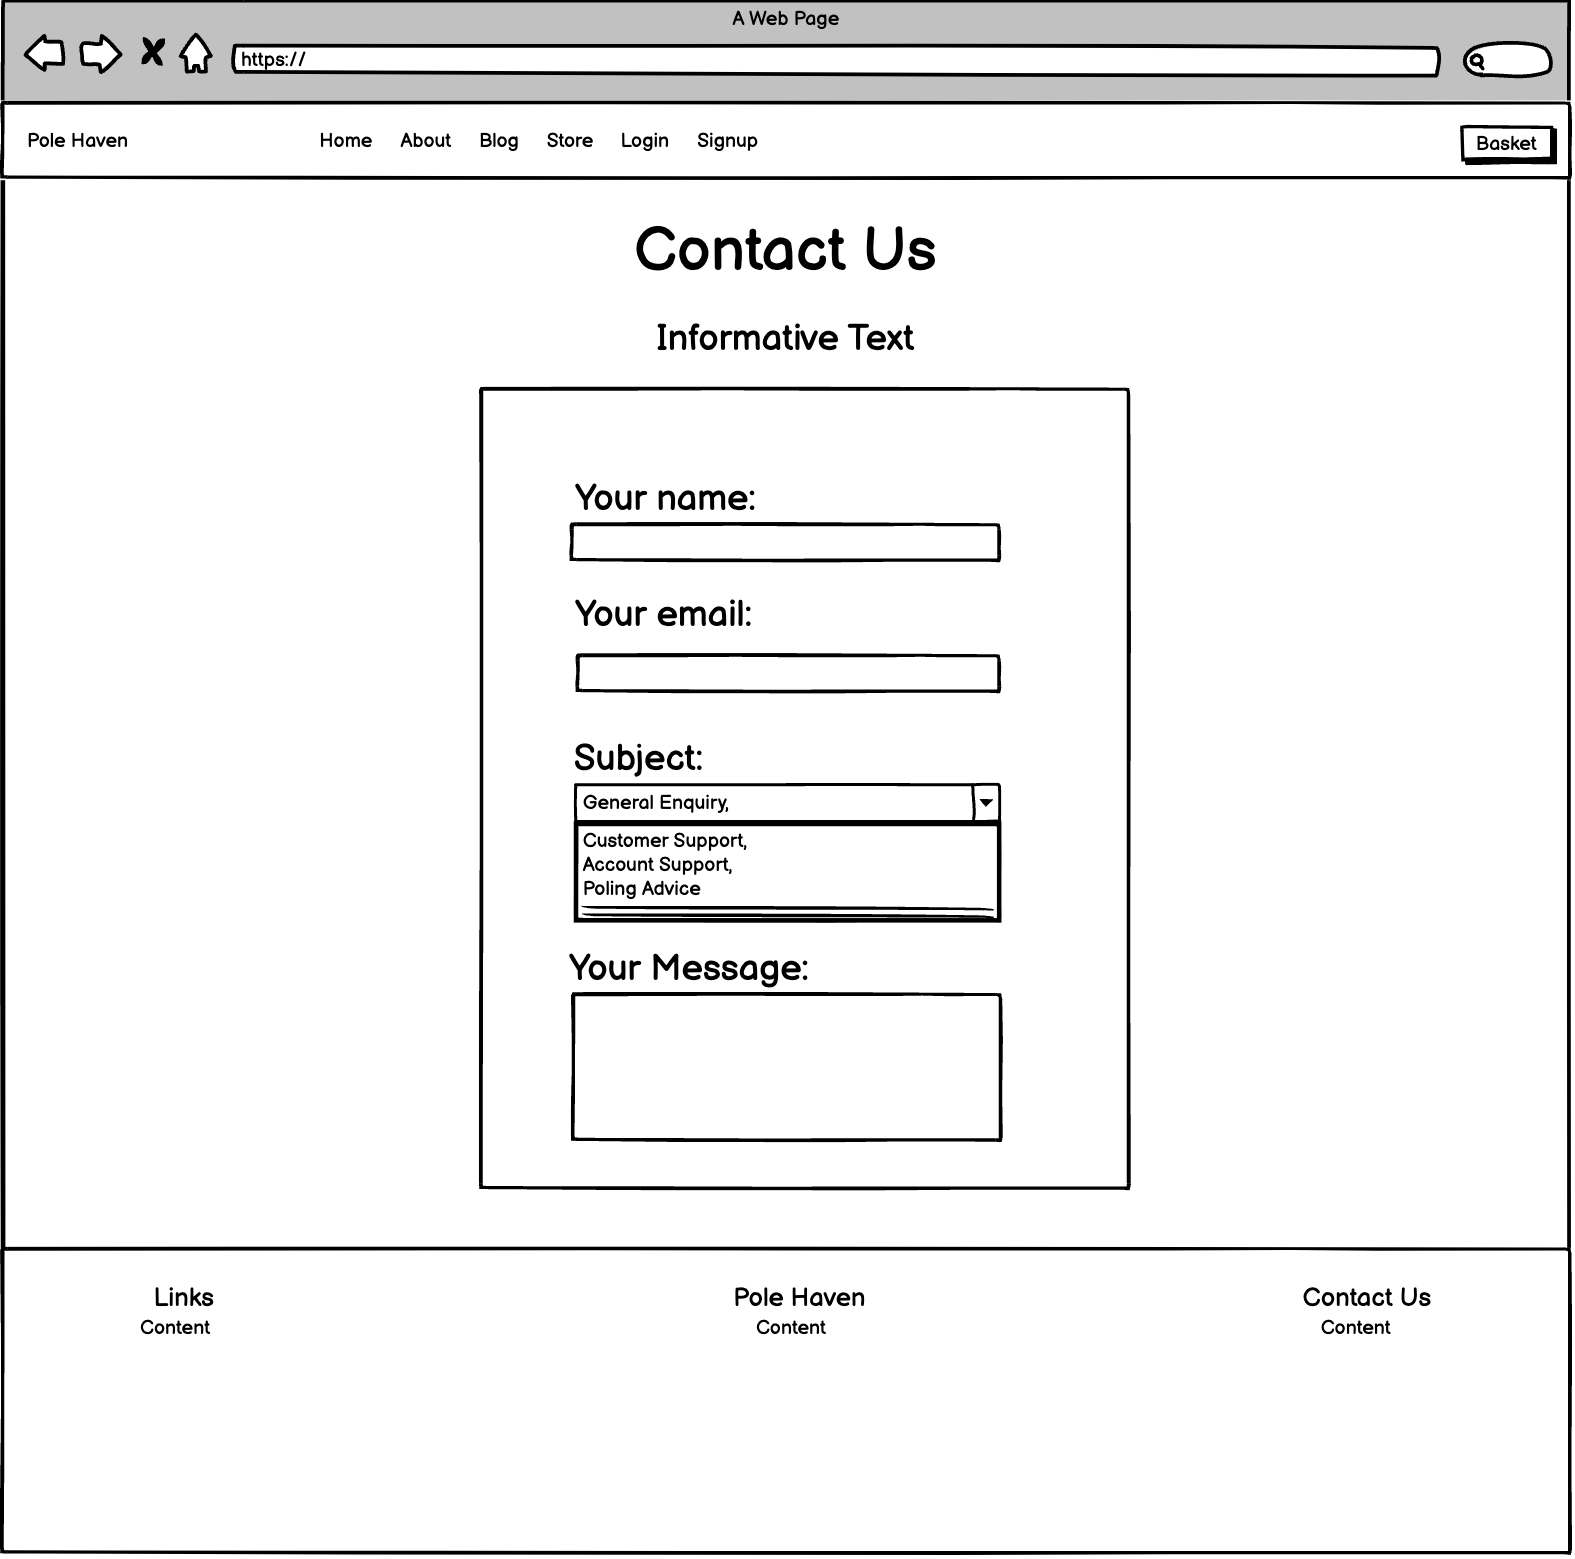 A Web Page
https://
Pole Haven Home About Blog Store Login Signup Basket
Contact Us
Informative Text
Your name:
Your email:
Subject:
General Enquiry,
Customer Support,
Account Support,
Poling Advice
Your Message:
Links Pole Haven Contact Us
Content Content Content